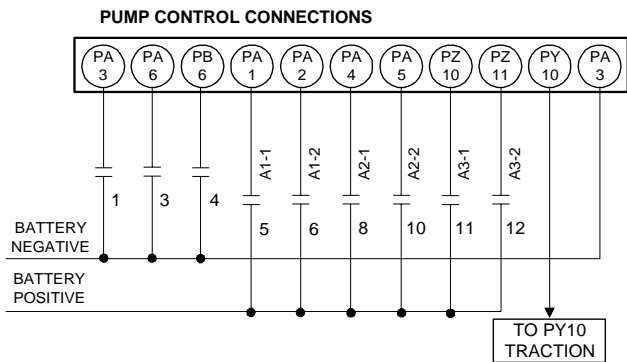 PUMP CONTROL CONNECTIONS
PA PA PB PA PA PA PA PZ PZ PY PA
3 6 6 1 2 4 5 10 11 10 3
A1-1 A1-2 A2-1 A2-2 A3-1 A3-2
1 3 4 5 6 8 10 11 12
BATTERY
NEGATIVE
BATTERY
POSITIVE
TO PY10
TRACTION